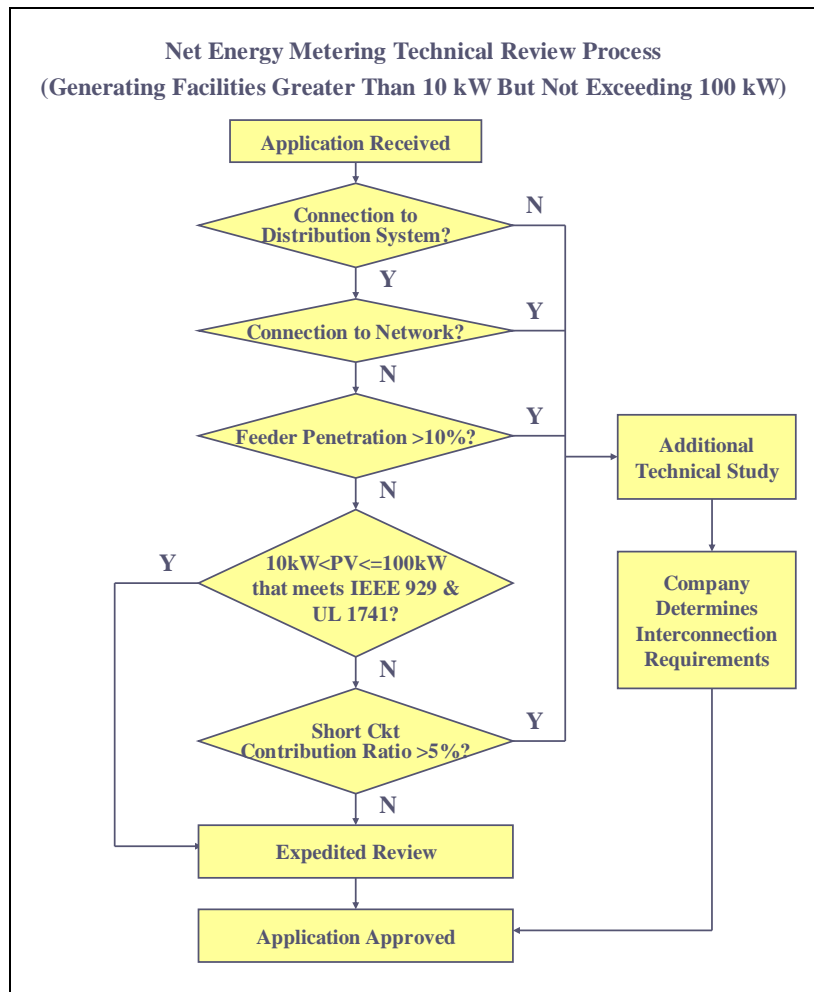 Net Energy Metering Technical Review Process
(Generating Facilities Greater Than 10 kW But Not Exceeding 100 kW)
Application Received
Connection to
Distribution System?
N
Y
Connection to Network?
Y
N
Feeder Penetration >10%?
Y
N
Additional
Technical Study
Y
10kW<PV<=100kW
that meets IEEE 929 &
UL 1741?
N
Company
Determines
Interconnection
Requirements
Short Ckt
Contribution Ratio >5%?
Y
N
Expedited Review
Application Approved